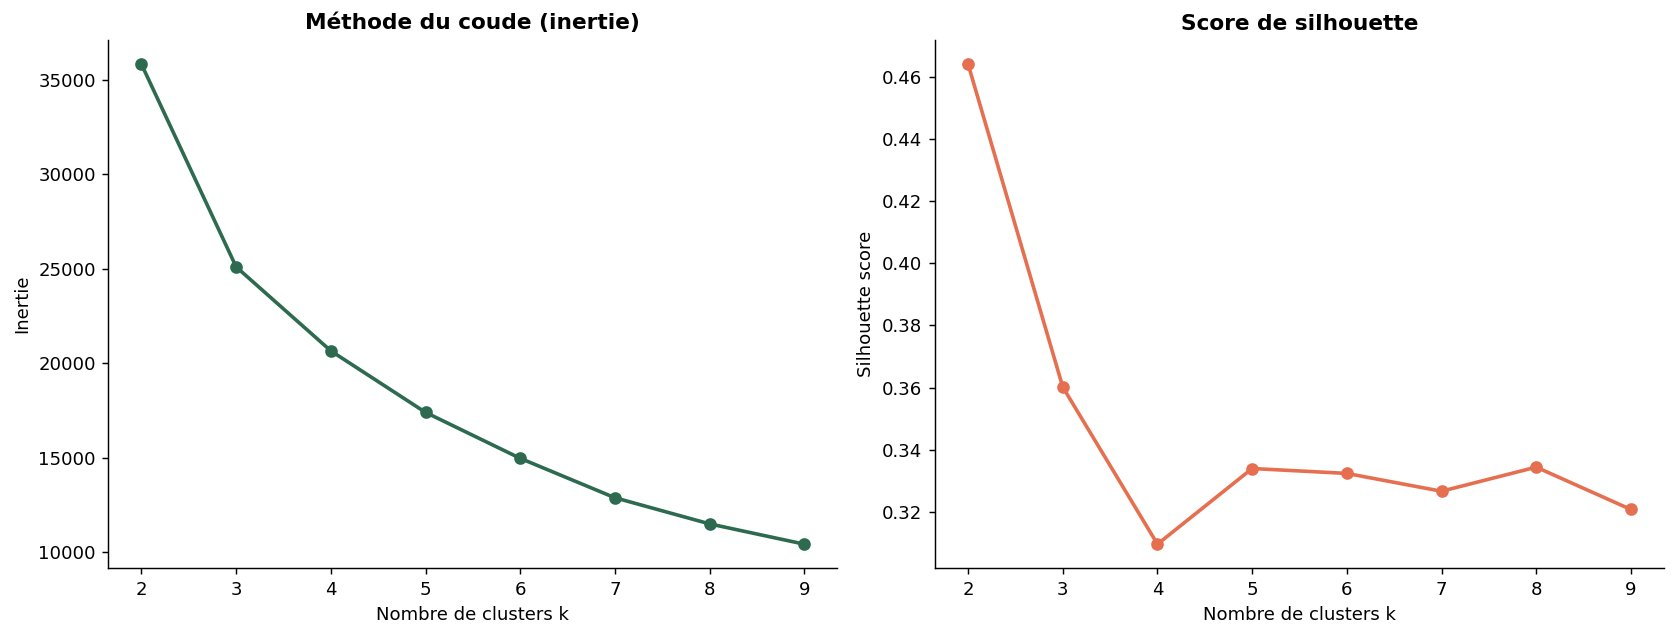 Méthode du coude (inertie)
35000
30000
25000
20000
15000
10000
Inertie
2 3 4 5 6 7 8 9
Nombre de clusters k
Score de silhouette
0.46
0.44
0.42
0.40
0.38
0.36
0.34
0.32
Silhouette score
2 3 4 5 6 7 8 9
Nombre de clusters k